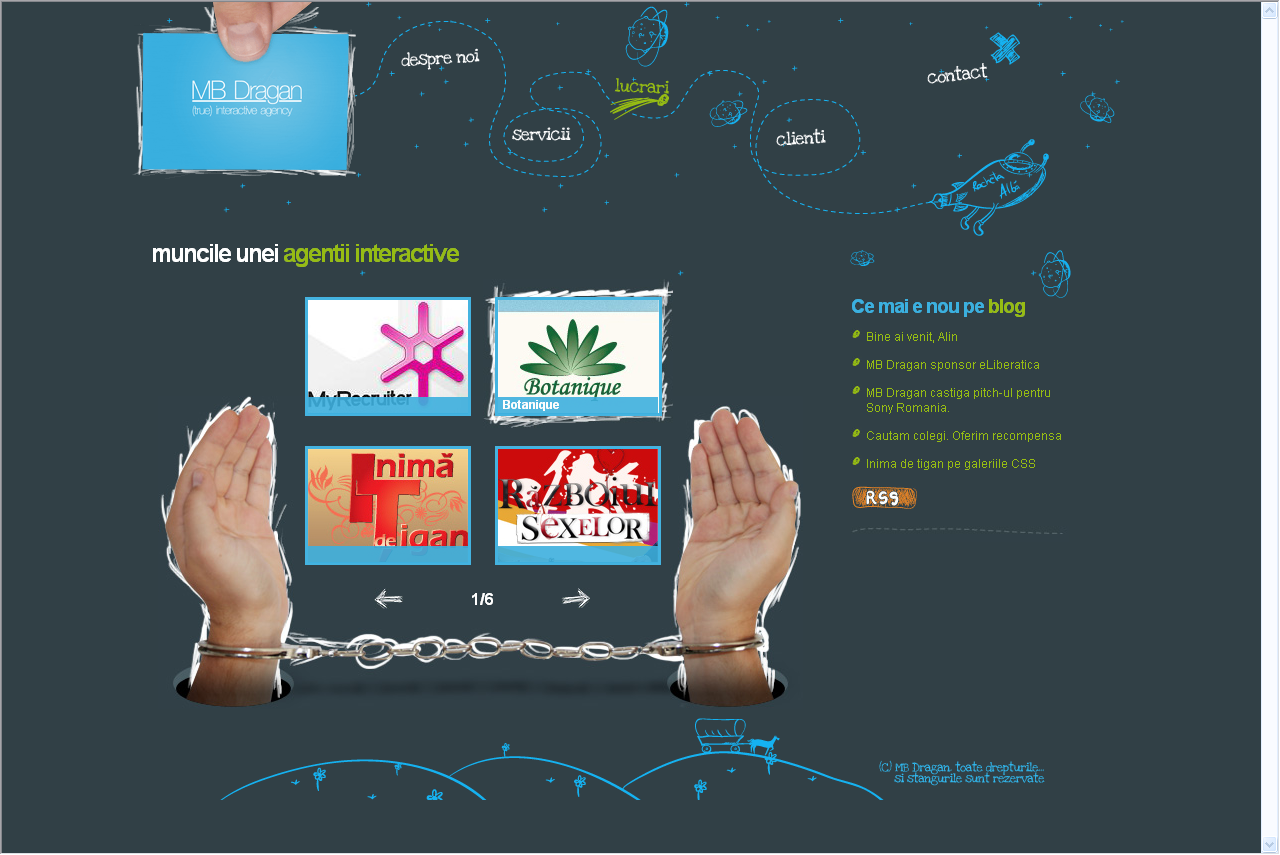 MB Dragan
(true) interactive agency
despre noi
servicii
lucrari
clienti
contact
Racheta
Albă
muncile unei agentii interactive
MyRecruiter
Botanique
Botanique
Inimă
de Tigan
Războiul
Sexelor
1/6
Ce mai e nou pe blog
Bine ai venit, Alin
MB Dragan sponsor eLiberatica
MB Dragan castiga pitch-ul pentru
Sony Romania.
Cautam colegi. Oferim recompensa
Inima de tigan pe galeriile CSS
RSS
(C) MB Dragan. toate drepturile...
si stangurile sunt rezervate